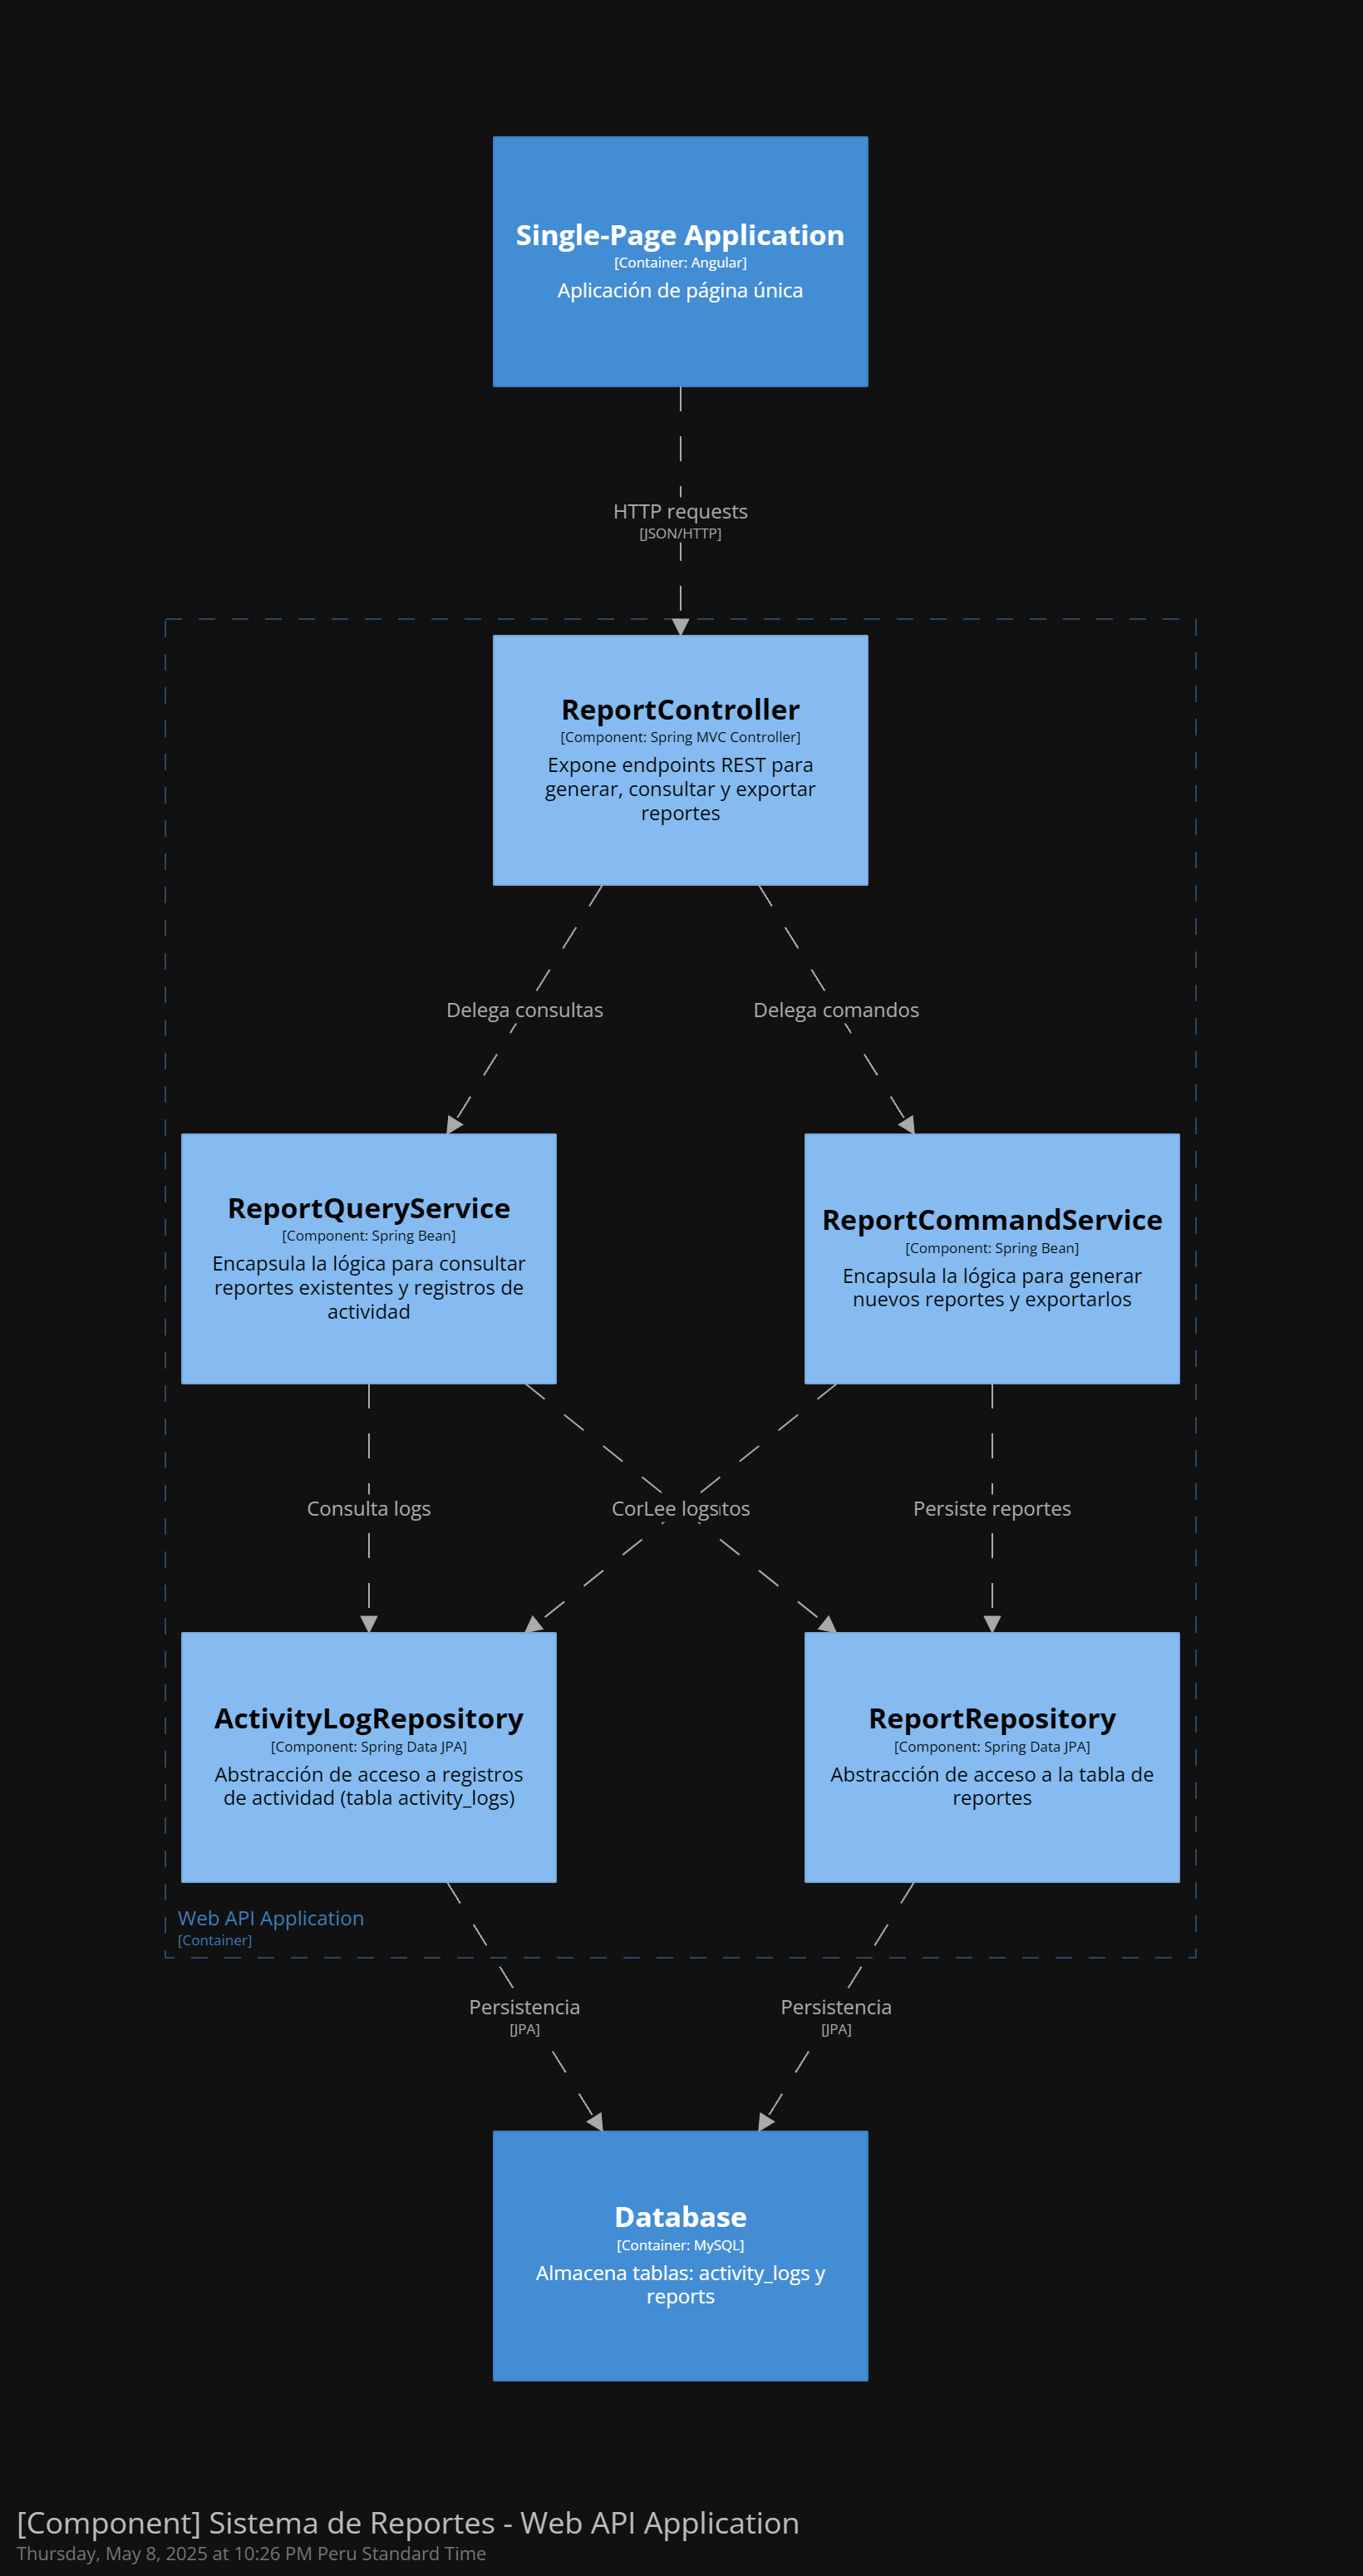 Single-Page Application
[Container: Angular]
Aplicación de página única
HTTP requests
[JSON/HTTP]
ReportController
[Component: Spring MVC Controller]
Expone endpoints REST para
generar, consultar y exportar
reportes
Delega consultas
Delega comandos
ReportQueryService
[Component: Spring Bean]
Encapsula la lógica para consultar
reportes existentes y registros de
actividad
ReportCommandService
[Component: Spring Bean]
Encapsula la lógica para generar
nuevos reportes y exportarlos
Consulta logs
Lee logs
Persiste reportes
ActivityLogRepository
[Component: Spring Data JPA]
Abstracción de acceso a registros
de actividad (tabla activity_logs)
ReportRepository
[Component: Spring Data JPA]
Abstracción de acceso a la tabla de
reportes
Web API Application
[Container]
Persistencia
[JPA]
Persistencia
[JPA]
Database
[Container: MySQL]
Almacena tablas: activity_logs y
reports
[Component] Sistema de Reportes - Web API Application
Thursday, May 8, 2025 at 10:26 PM Peru Standard Time